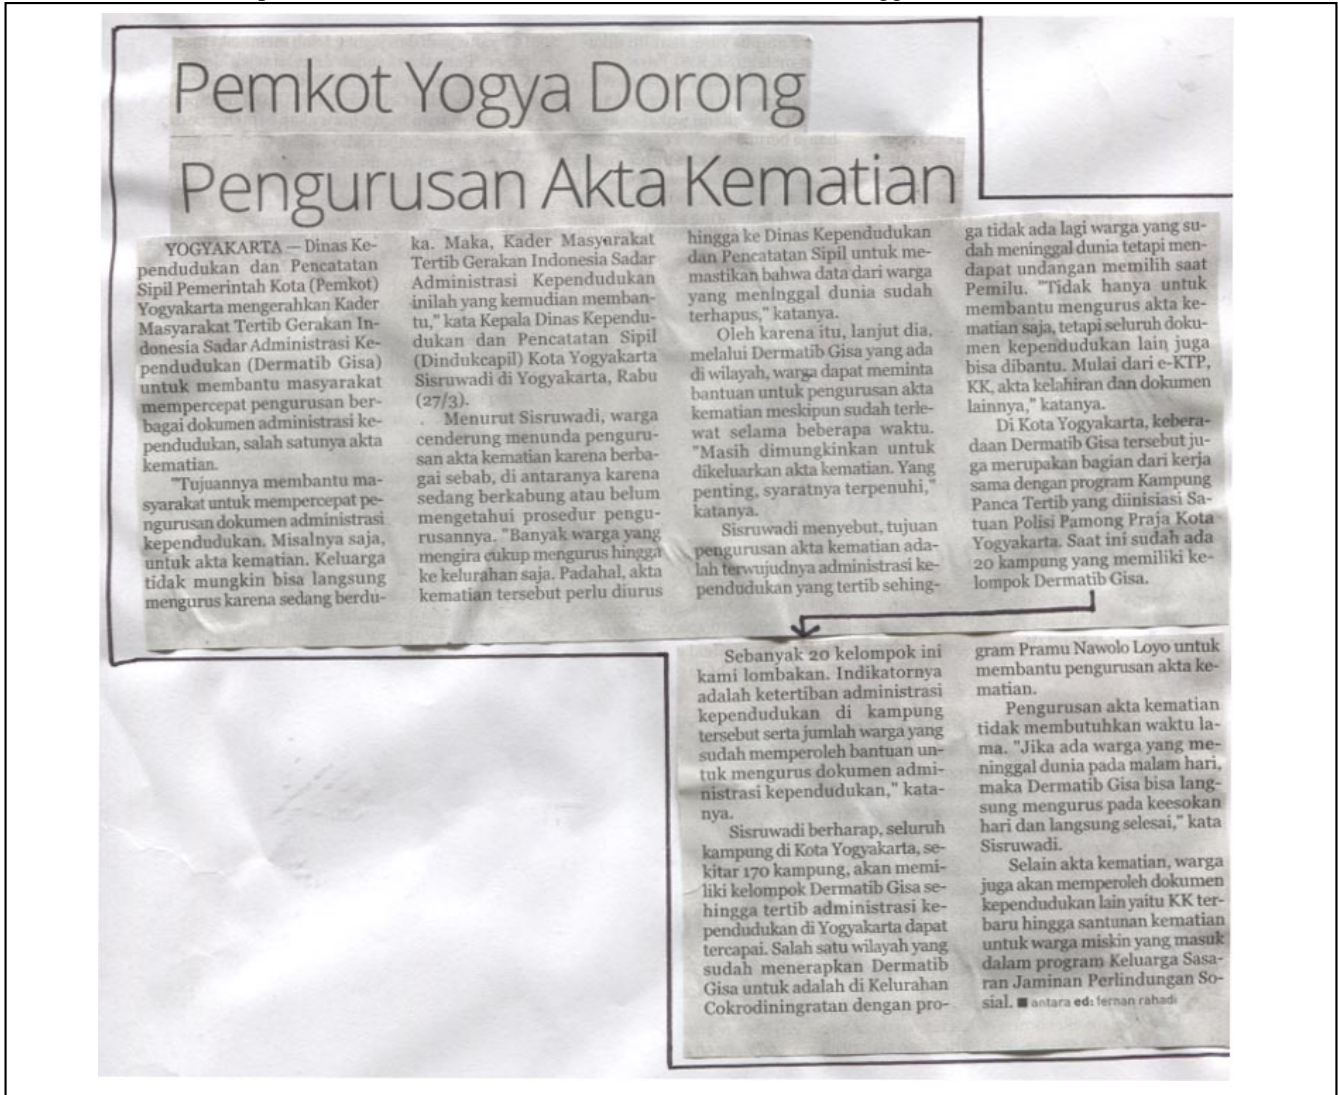 Pemkot Yogya Dorong
Pengurusan Akta Kematian
YOGYAKARTA — Dinas Ke-
pendudukan dan Pencatatan
Sipil Pemerintah Kota (Pemkot)
Yogyakarta mengerahkan Kader
Masyarakat Tertib Gerakan In-
donesia Sadar Administrasi Ke-
pendudukan (Dermatib Gisa)
untuk membantu masyarakat
mempercepat pengurusan ber-
bagai dokumen administrasi ke-
pendudukan, salah satunya akta
kematian.
"Tujuannya membantu ma-
syarakat untuk mempercepat pe-
ngurusan dokumen administrasi
kependudukan. Misalnya saja,
untuk akta kematian. Keluarga
tidak mungkin bisa langsung
mengurus karena sedang berdu-
ka. Maka, Kader Masyarakat
Tertib Gerakan Indonesia Sadar
Administrasi Kependudukan
inilah yang kemudian memban-
tu," kata Kepala Dinas Kependu-
dukan dan Pencatatan Sipil
(Dindukcapil) Kota Yogyakarta
Sisruwadi di Yogyakarta, Rabu
(27/3).
Menurut Sisruwadi, warga
cenderung menunda penguru-
san akta kematian karena berba-
gai sebab, di antaranya karena
sedang berkabung atau belum
mengetahui prosedur pengu-
rusannya. "Banyak warga yang
mengira cukup mengurus hingga
ke kelurahan saja. Padahal, akta
kematian tersebut perlu diurus
hingga ke Dinas Kependudukan
dan Pencatatan Sipil untuk me-
mastikan bahwa data dari warga
yang meninggal dunia sudah
terhapus," katanya.
Oleh karena itu, lanjut dia,
melalui Dermatib Gisa yang ada
di wilayah, warga dapat meminta
bantuan untuk pengurusan akta
kematian meskipun sudah terle-
wat selama beberapa waktu.
"Masih dimungkinkan untuk
dikeluarkan akta kematian. Yang
penting, syaratnya terpenuhi,"
katanya.
Sisruwadi menyebut, tujuan
pengurusan akta kematian ada-
lah terwujudnya administrasi ke-
pendudukan yang tertib sehing-
ga tidak ada lagi warga yang su-
dah meninggal dunia tetapi men-
dapat undangan memilih saat
Pemilu. "Tidak hanya untuk
membantu mengurus akta ke-
matian saja, tetapi seluruh doku-
men kependudukan lain juga
bisa dibantu. Mulai dari e-KTP,
KK, akta kelahiran dan dokumen
lainnya," katanya.
Di Kota Yogyakarta, kebera-
daan Dermatib Gisa tersebut ju-
ga merupakan bagian dari kerja
sama dengan program Kampung
Panca Tertib yang diinisiasi Sa-
tuan Polisi Pamong Praja Kota
Yogyakarta. Saat ini sudah ada
20 kampung yang memiliki ke-
lompok Dermatib Gisa.
Sebanyak 20 kelompok ini
kami lombakan. Indikatornya
adalah ketertiban administrasi
kependudukan di kampung
tersebut serta jumlah warga yang
sudah memperoleh bantuan un-
tuk mengurus dokumen admi-
nistrasi kependudukan," kata-
nya.
Sisruwadi berharap, seluruh
kampung di Kota Yogyakarta, se-
kitar 170 kampung, akan memi-
liki kelompok Dermatib Gisa se-
hingga tertib administrasi ke-
pendudukan di Yogyakarta dapat
tercapai. Salah satu wilayah yang
sudah menerapkan Dermatib
Gisa untuk adalah di Kelurahan
Cokrodiningratan dengan pro-
gram Pramu Nawolo Loyo untuk
membantu pengurusan akta ke-
matian.
Pengurusan akta kematian
tidak membutuhkan waktu la-
ma. "Jika ada warga yang me-
ninggal dunia pada malam hari,
maka Dermatib Gisa bisa lang-
sung mengurus pada keesokan
hari dan langsung selesai," kata
Sisruwadi.
Selain akta kematian, warga
juga akan memperoleh dokumen
kependudukan lain yaitu KK ter-
baru hingga santunan kematian
untuk warga miskin yang masuk
dalam program Keluarga Sasa-
ran Jaminan Perlindungan So-
sial. ■ antara ed: fernan rahadi